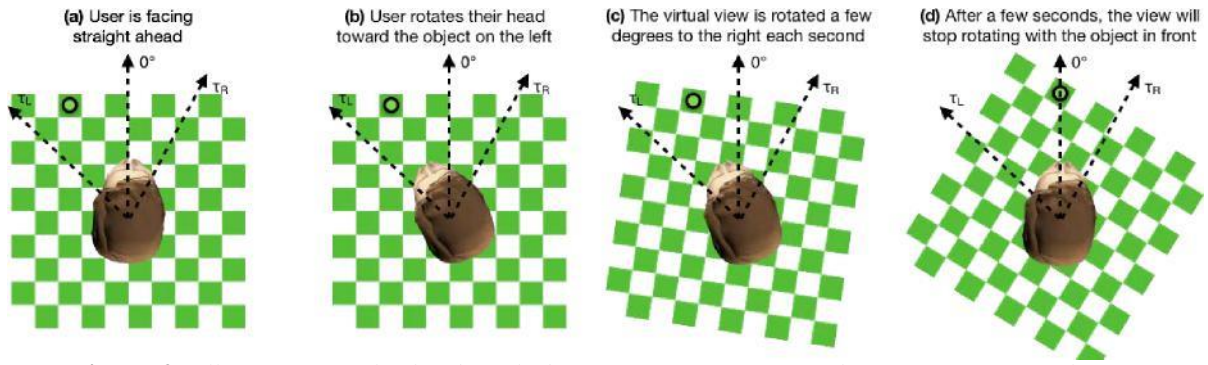 (a) User is facing
straight ahead
(b) User rotates their head
toward the object on the left
(c) The virtual view is rotated a few
degrees to the right each second
(d) After a few seconds, the view will
stop rotating with the object in front
0°
τL
τR
0°
τL
τR
0°
τL
τR
0°
τL
τR